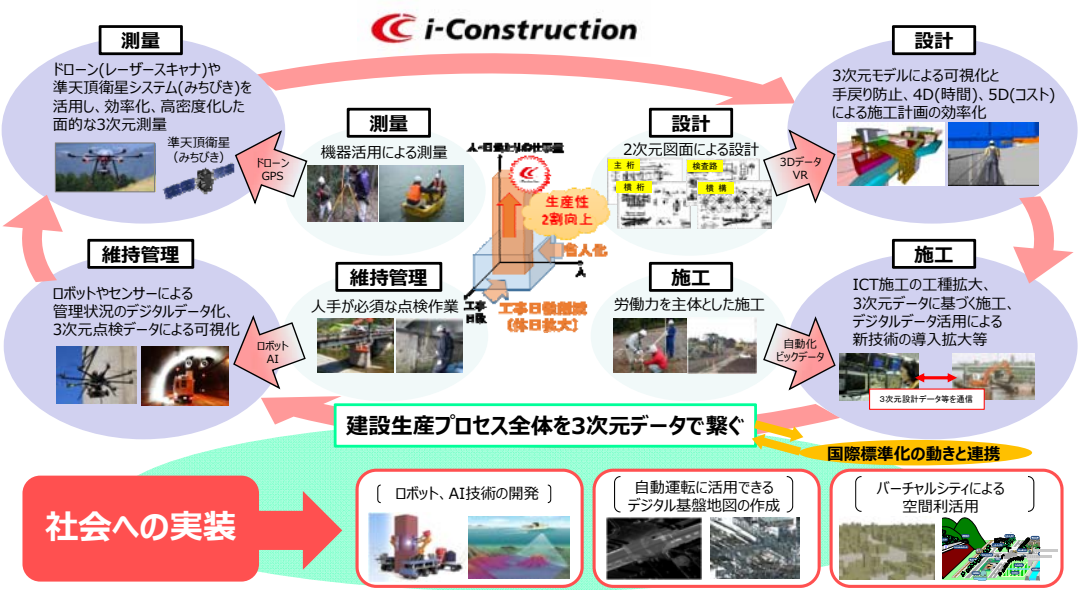 i-Construction
測量
ドローン(レーザースキャナ)や
準天頂衛星システム(みちびき)を
活用し、効率化、高密度化した
面的な3次元測量
準天頂衛星
(みちびき)
ドローン
GPS
測量
機器活用による測量
設計
2次元図面による設計
主 桁
検査路
横 桁
横 構
3Dデータ
VR
設計
3次元モデルによる可視化と
手戻り防止、4D(時間)、5D(コスト)
による施工計画の効率化
生産性
2割向上
省人化
人
工事
日数
工事日数削減
(休日拡大)
維持管理
ロボットやセンサーによる
管理状況のデジタルデータ化、
3次元点検データによる可視化
ロボット
AI
維持管理
人手が必須な点検作業
施工
労働力を主体とした施工
自動化
ビックデータ
施工
ICT施工の工種拡大、
3次元データに基づく施工、
デジタルデータ活用による
新技術の導入拡大等
3次元設計データ等を通信
建設生産プロセス全体を3次元データで繋ぐ
国際標準化の動きと連携
社会への実装
ロボット、AI技術の開発
自動運転に活用できる
デジタル基盤地図の作成
バーチャルシティによる
空間利活用